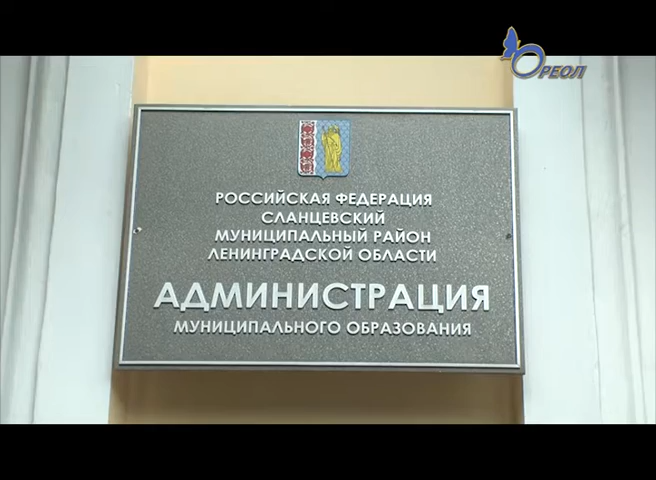 ОРЕОЛ
РОССИЙСКАЯ ФЕДЕРАЦИЯ
СЛАНЦЕВСКИЙ
МУНИЦИПАЛЬНЫЙ РАЙОН
ЛЕНИНГРАДСКОЙ ОБЛАСТИ
АДМИНИСТРАЦИЯ
МУНИЦИПАЛЬНОГО ОБРАЗОВАНИЯ